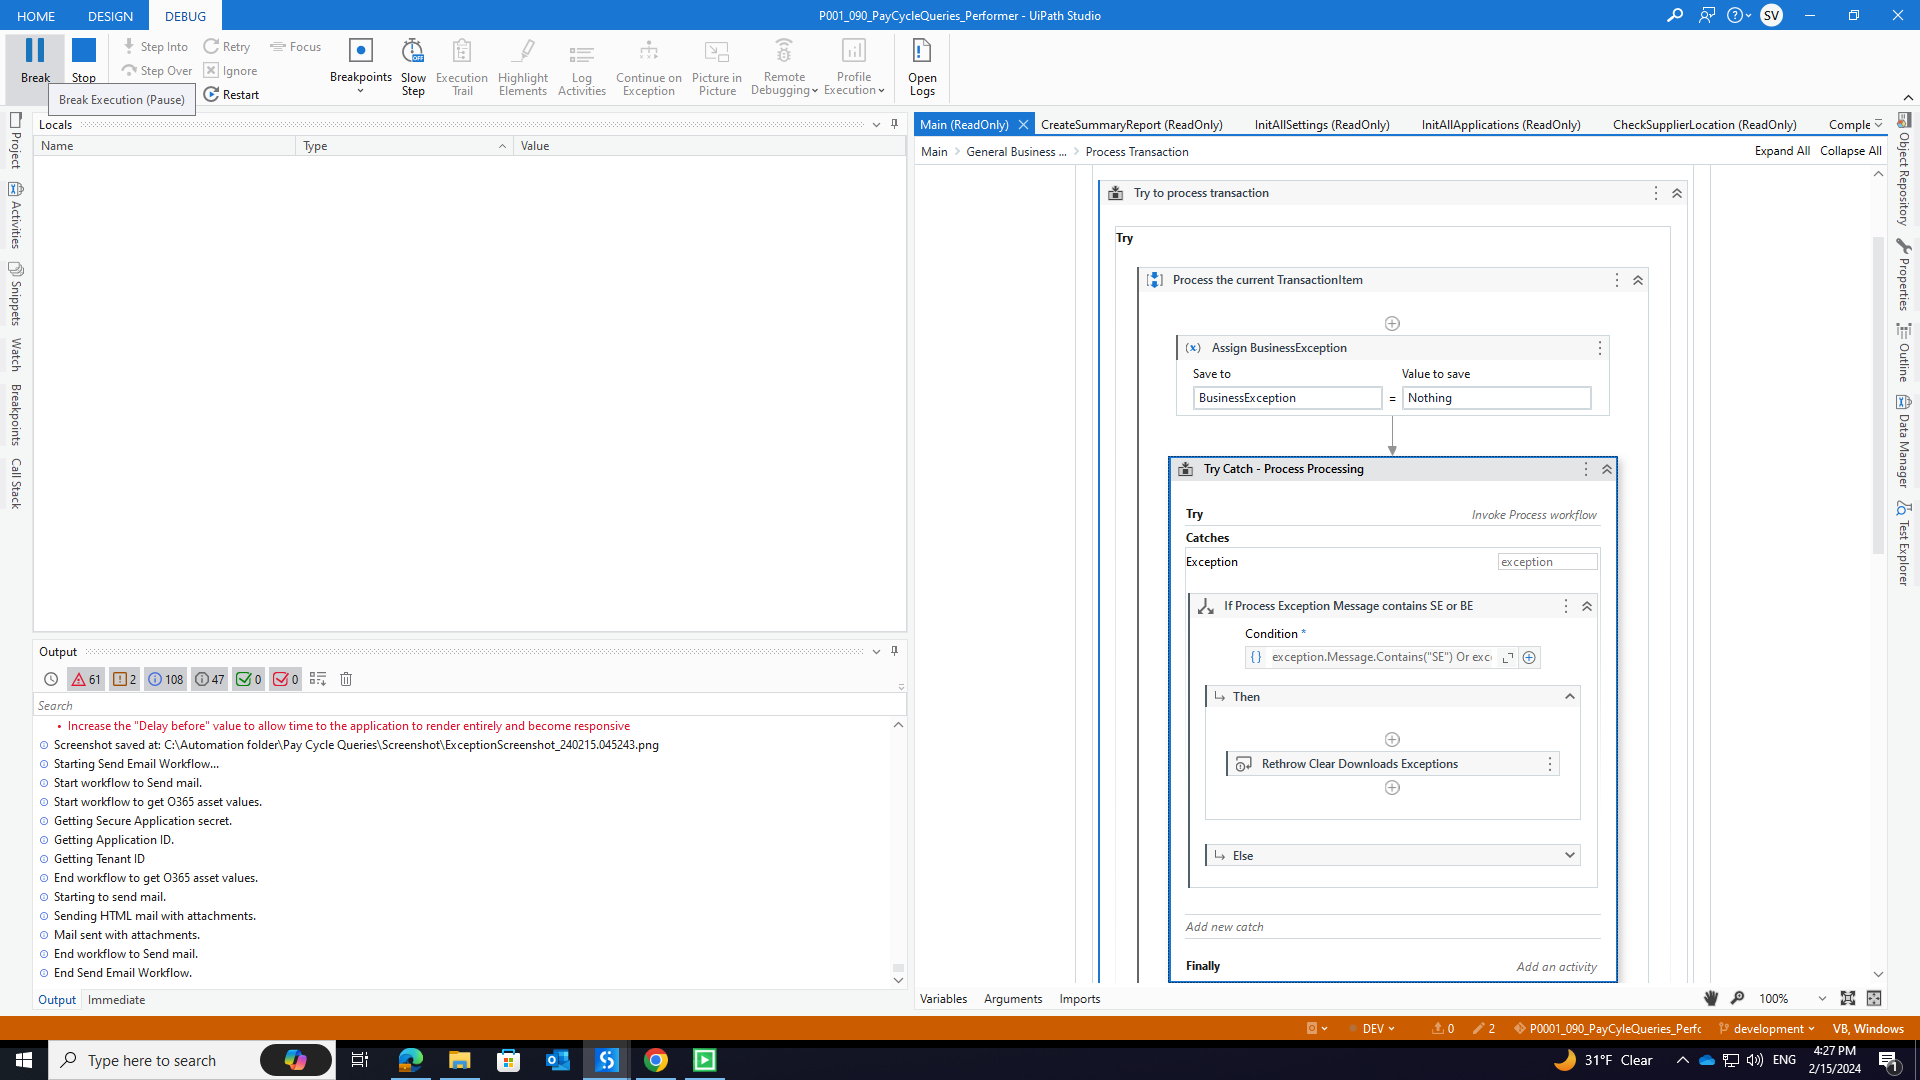 HOME DESIGN DEBUG
P001_090_PayCycleQueries_Performer - UiPath Studio
SV
Break
Stop
Step Into
Step Over
Retry
Ignore
Restart
Focus
Breakpoints
Slow Step
Execution Trail
Highlight Elements
Log Activities
Continue on Exception
Picture in Picture
Remote Debugging
Profile Execution
Open Logs
Break Execution (Pause)
Project
Activities
Snippets
Watch
Breakpoints
Call Stack
Locals
Name Type Value
Output
61 2 108 47 0 0
Search
• Increase the "Delay before" value to allow time to the application to render entirely and become responsive
Screenshot saved at: C:\Automation folder\Pay Cycle Queries\Screenshot\ExceptionScreenshot_240215.045243.png
Starting Send Email Workflow...
Start workflow to Send mail.
Start workflow to get O365 asset values.
Getting Secure Application secret.
Getting Application ID.
Getting Tenant ID
End workflow to get O365 asset values.
Starting to send mail.
Sending HTML mail with attachments.
Mail sent with attachments.
End workflow to Send mail.
End Send Email Workflow.
Output Immediate
Main (ReadOnly) CreateSummaryReport (ReadOnly) InitAllSettings (ReadOnly) InitAllApplications (ReadOnly) CheckSupplierLocation (ReadOnly) Comple
Main General Business ... Process Transaction
Expand All Collapse All
Try to process transaction
Try
Process the current TransactionItem
(x) Assign BusinessException
Save to Value to save
BusinessException = Nothing
Try Catch - Process Processing
Try Invoke Process workflow
Catches
Exception exception
If Process Exception Message contains SE or BE
Condition *
{} exception.Message.Contains("SE") Or exc
Then
Rethrow Clear Downloads Exceptions
Else
Add new catch
Finally Add an activity
Variables Arguments Imports
100%
Object Repository
Properties
Outline
Data Manager
Test Explorer
DEV 0 2 P0001_090_PayCyleQueries_Perfc development VB, Windows
Type here to search
31°F Clear
ENG
4:27 PM
2/15/2024
1